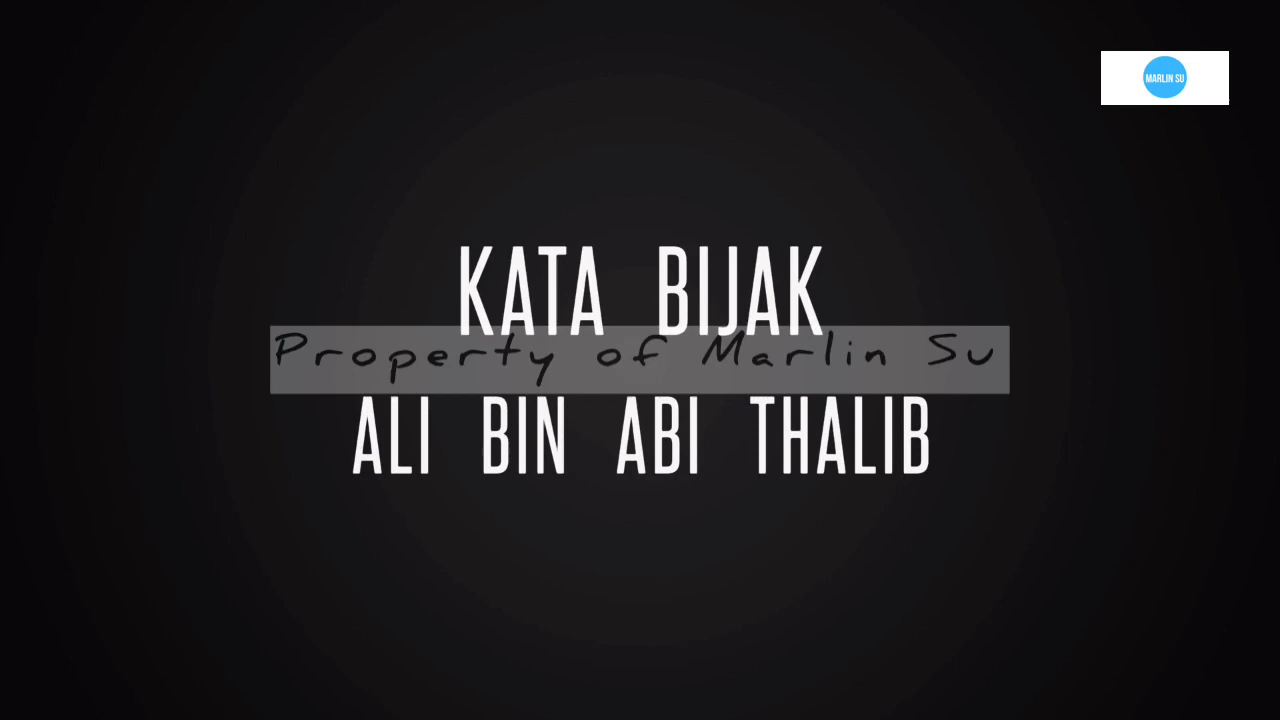 MARLIN SU
KATA BIJAK
Property of Marlin Su
ALI BIN ABI THALIB